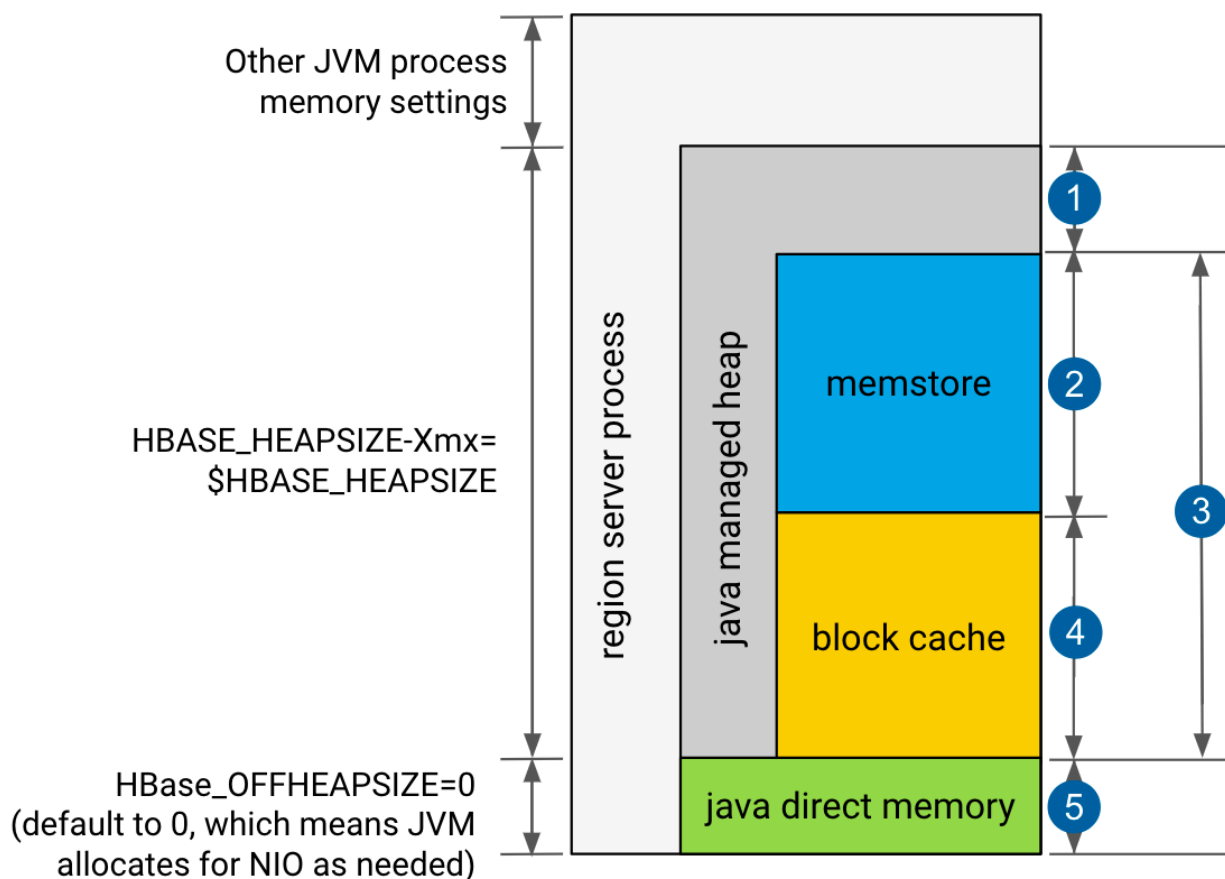 Other JVM process
memory settings
HBASE_HEAPSIZE-Xmx=
$HBASE_HEAPSIZE
HBase_OFFHEAPSIZE=0
(default to 0, which means JVM
allocates for NIO as needed)
region server process
java managed heap
memstore
block cache
java direct memory
1
2
3
4
5